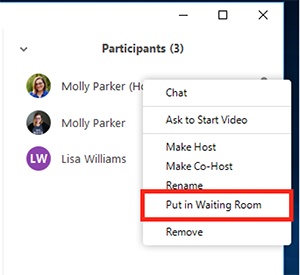 Participants (3)
Molly Parker (Ho
Chat
Ask to Start Video
Molly Parker
Make Host
LW
Lisa Williams
Make Co-Host
Rename
Put in Waiting Room
Remove